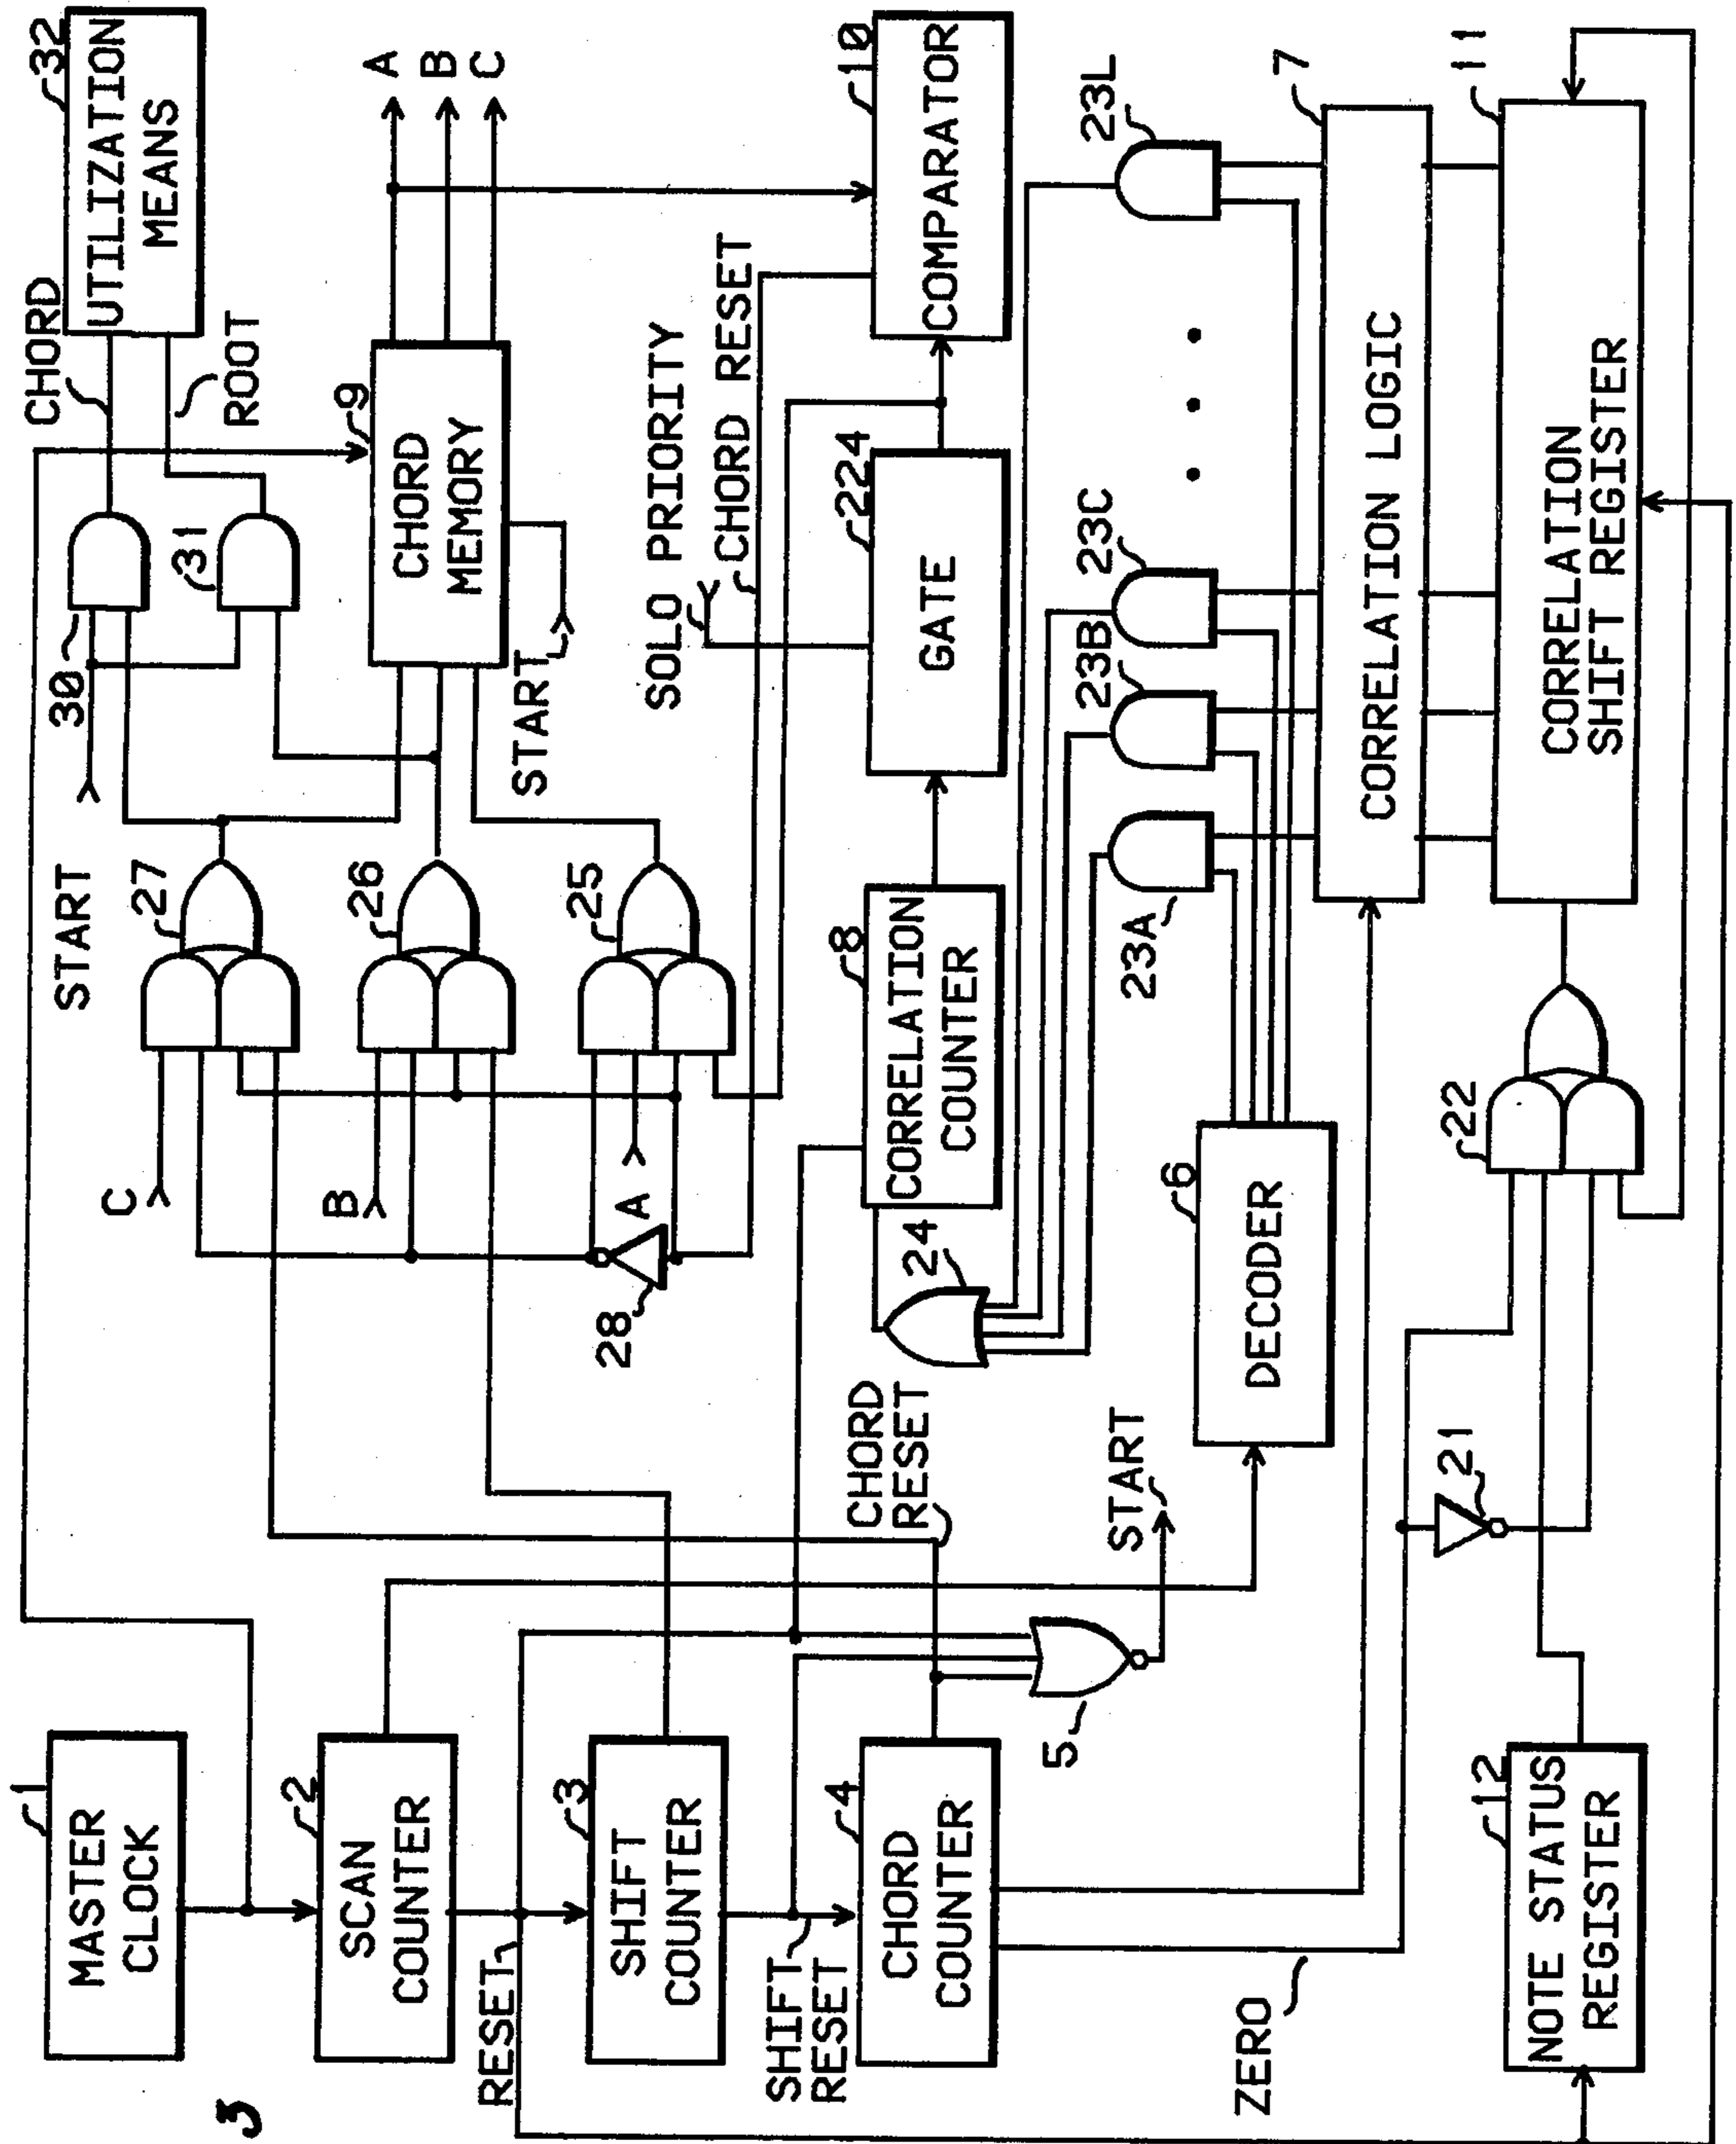 3
MASTER
CLOCK
1
SCAN
COUNTER
2
RESET
SHIFT
COUNTER
3
SHIFT
RESET
CHORD
COUNTER
4
ZERO
NOTE STATUS
REGISTER
12
5
START
CHORD
RESET
21
DECODER
6
22
24
28
A
B
C
START
27
26
25
CORRELATION
COUNTER
8
23A
23B
23C
23L
30
31
START
CHORD
MEMORY
9
SOLO PRIORITY
CHORD RESET
GATE
224
CHORD
ROOT
UTILIZATION
MEANS
32
A
B
C
COMPARATOR
10
CORRELATION LOGIC
7
CORRELATION
SHIFT REGISTER
11